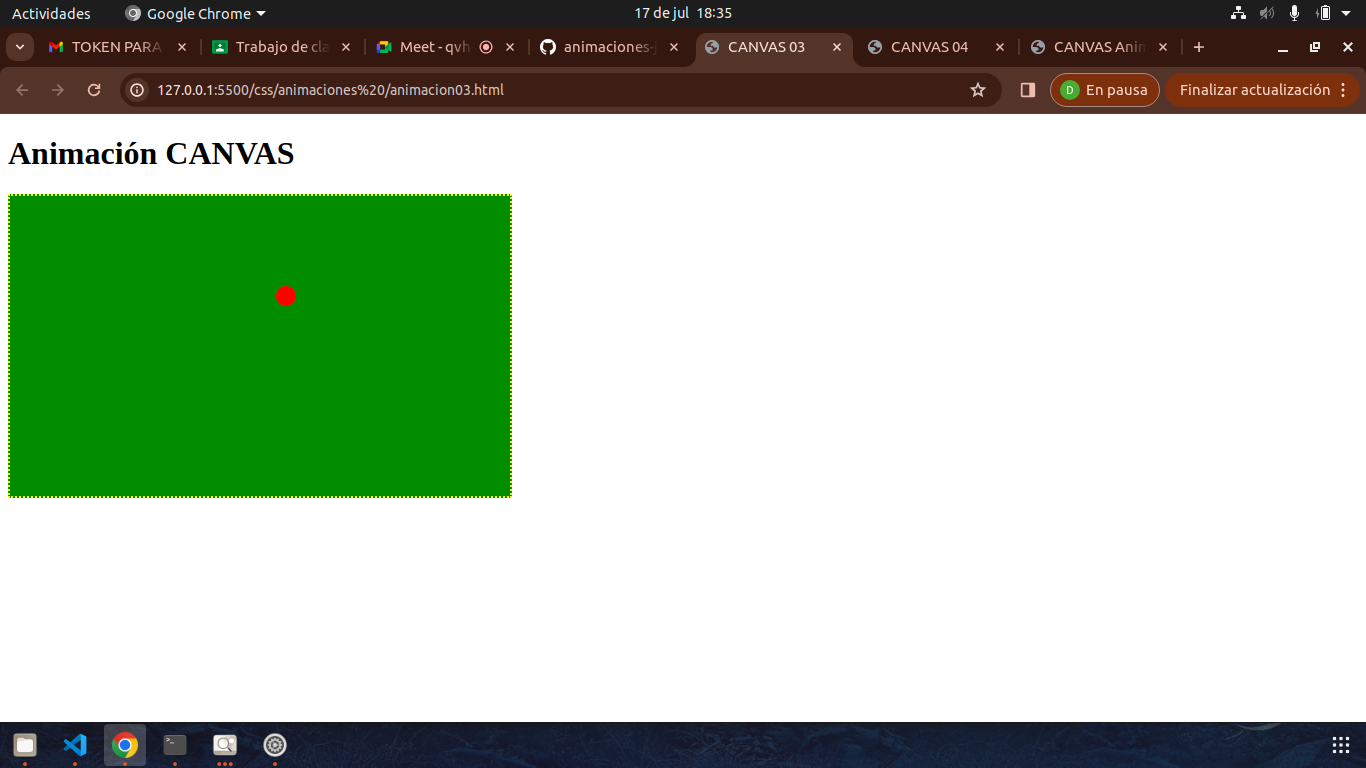 Actividades
Google Chrome
17 de jul 18:35
TOKEN PARA
Trabajo de cla
Meet - qvh
animaciones-j
CANVAS 03
CANVAS 04
CANVAS Anim
127.0.0.1:5500/css/animaciones%20/animacion03.html
D
En pausa
Finalizar actualización
Animación CANVAS